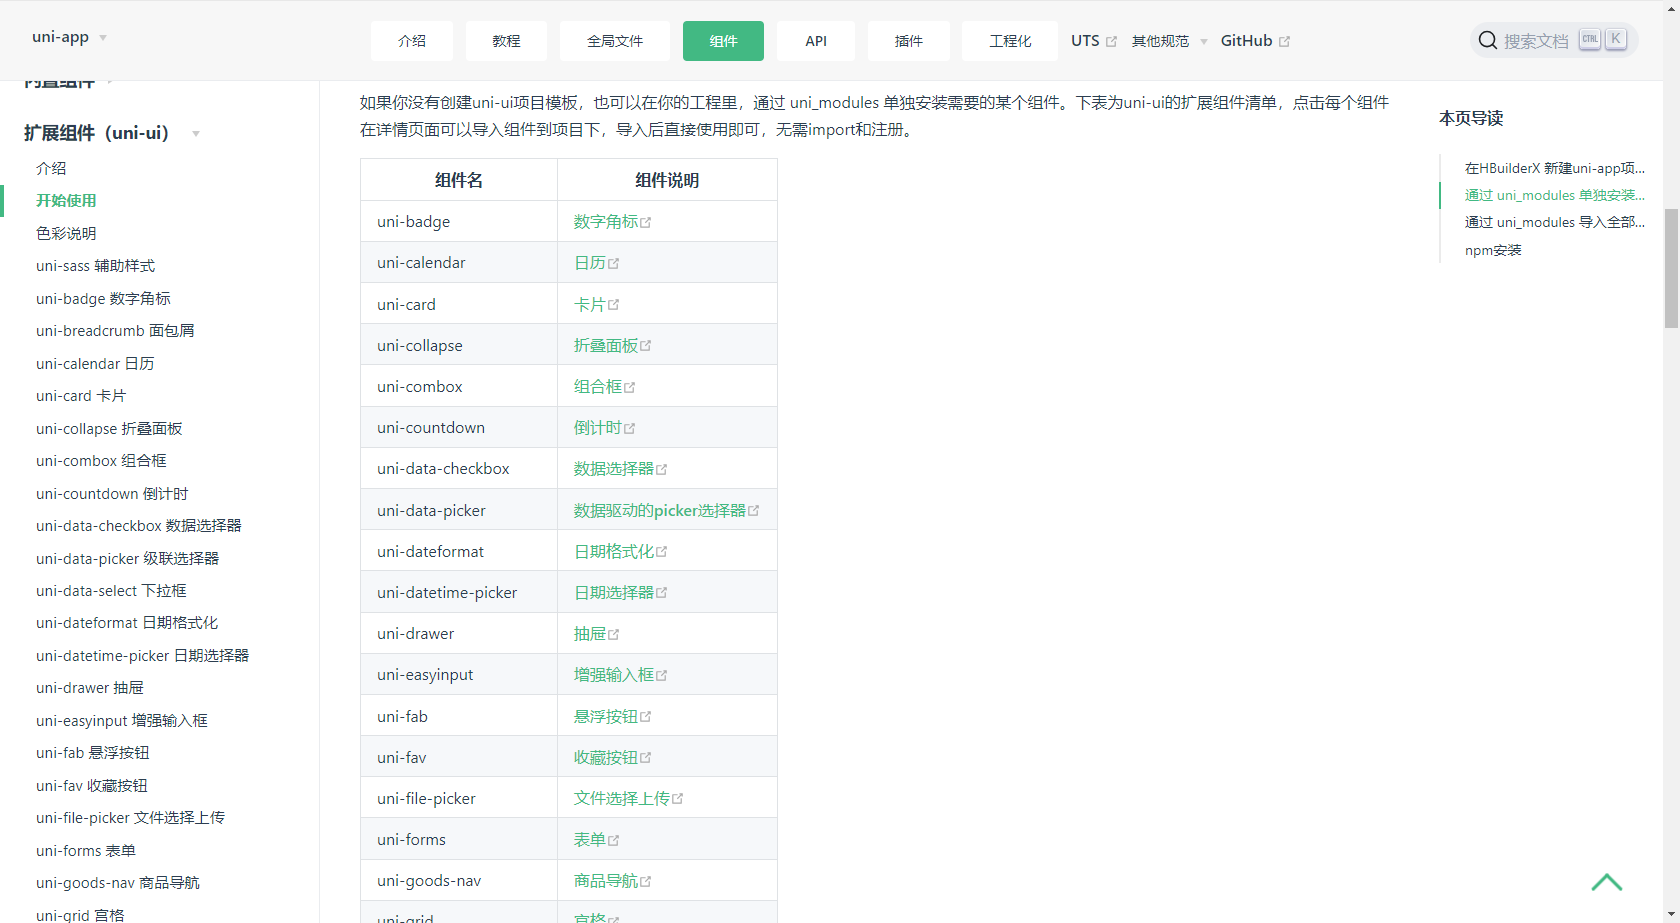 uni-app
介绍
教程
全局文件
组件
API
插件
工程化
UTS
其他规范
GitHub
搜索文档
CTRL
K
内置组件
扩展组件（uni-ui）
介绍
开始使用
色彩说明
uni-sass 辅助样式
uni-badge 数字角标
uni-breadcrumb 面包屑
uni-calendar 日历
uni-card 卡片
uni-collapse 折叠面板
uni-combox 组合框
uni-countdown 倒计时
uni-data-checkbox 数据选择器
uni-data-picker 级联选择器
uni-data-select 下拉框
uni-dateformat 日期格式化
uni-datetime-picker 日期选择器
uni-drawer 抽屉
uni-easyinput 增强输入框
uni-fab 悬浮按钮
uni-fav 收藏按钮
uni-file-picker 文件选择上传
uni-forms 表单
uni-goods-nav 商品导航
uni-grid 宫格
如果你没有创建uni-ui项目模板，也可以在你的工程里，通过 uni_modules 单独安装需要的某个组件。下表为uni-ui的扩展组件清单，点击每个组件
在详情页面可以导入组件到项目下，导入后直接使用即可，无需import和注册。
组件名 组件说明
uni-badge 数字角标
uni-calendar 日历
uni-card 卡片
uni-collapse 折叠面板
uni-combox 组合框
uni-countdown 倒计时
uni-data-checkbox 数据选择器
uni-data-picker 数据驱动的picker选择器
uni-dateformat 日期格式化
uni-datetime-picker 日期选择器
uni-drawer 抽屉
uni-easyinput 增强输入框
uni-fab 悬浮按钮
uni-fav 收藏按钮
uni-file-picker 文件选择上传
uni-forms 表单
uni-goods-nav 商品导航
uni-grid 宫格
本页导读
在HBuilderX 新建uni-app项...
通过 uni_modules 单独安装...
通过 uni_modules 导入全部...
npm安装